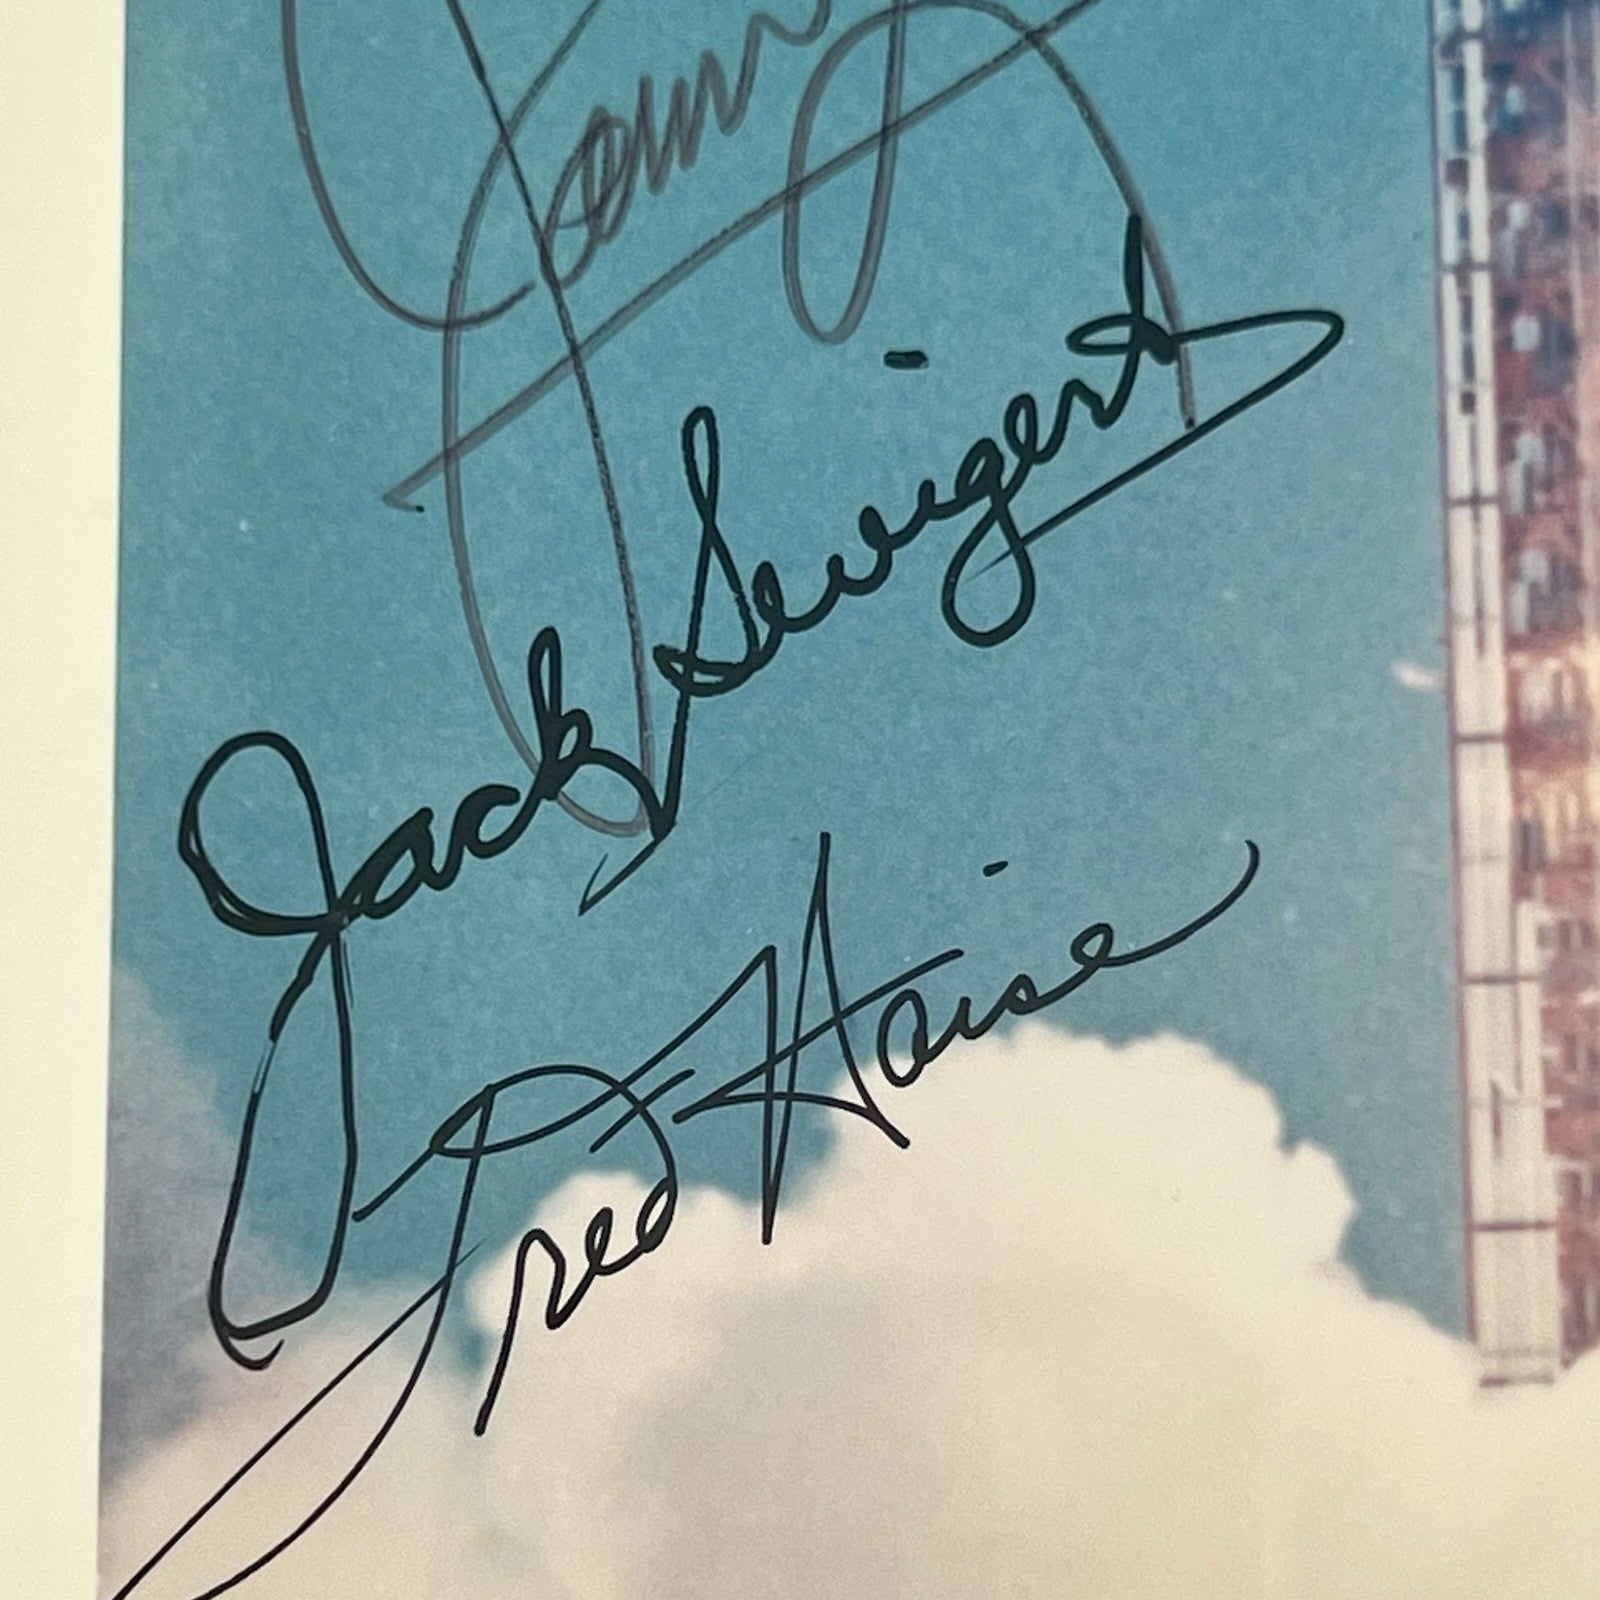 Jack Swigert
Fred Haise